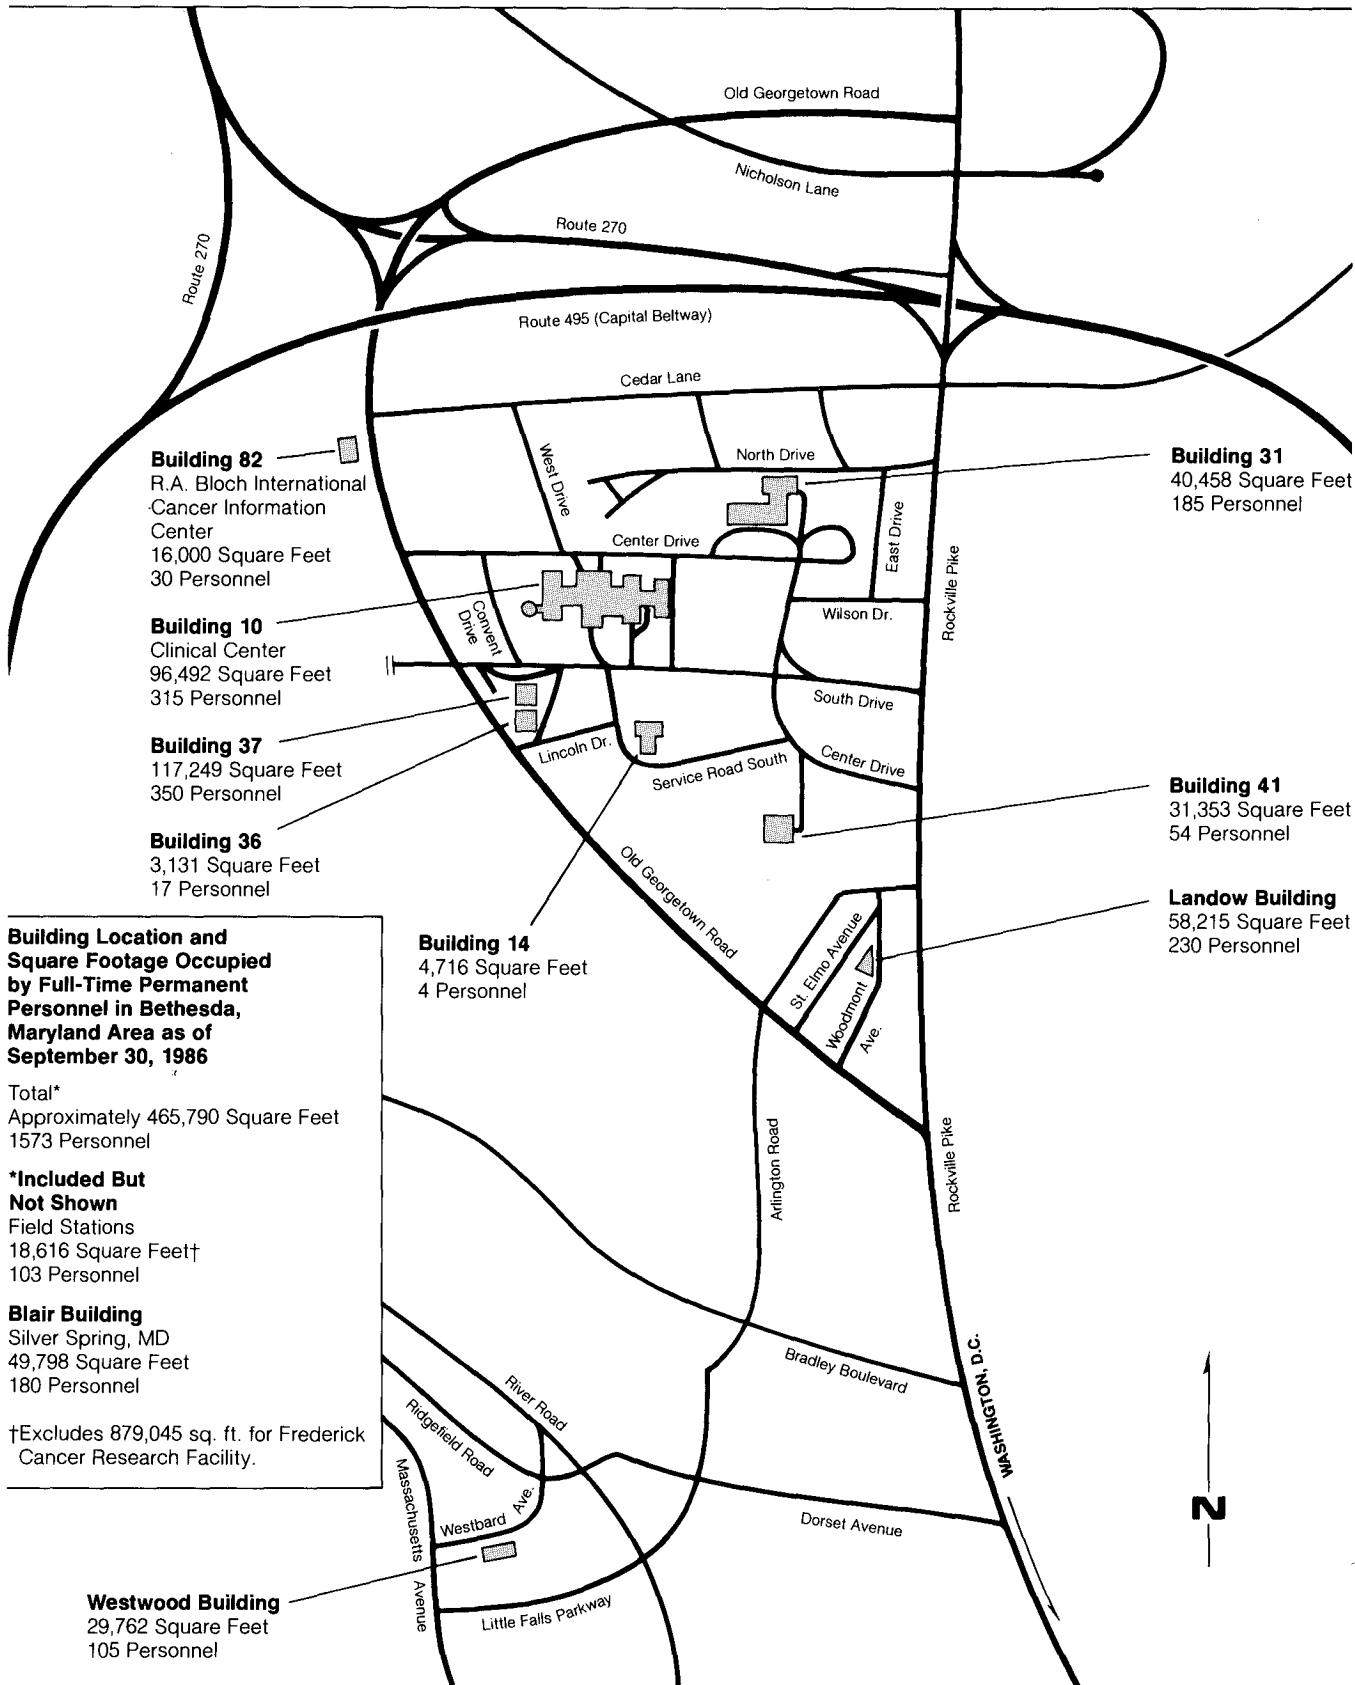 Old Georgetown Road
Nicholson Lane
Route 270
Route 270
Route 495 (Capital Beltway)
Cedar Lane
Building 82
R.A. Bloch International
Cancer Information
Center
16,000 Square Feet
30 Personnel
West Drive
North Drive
Building 31
40,458 Square Feet
185 Personnel
Center Drive
East Drive
Rockville Pike
Building 10
Clinical Center
96,492 Square Feet
315 Personnel
Convent
Drive
Wilson Dr.
South Drive
Building 37
117,249 Square Feet
350 Personnel
Lincoln Dr.
Service Road South
Center Drive
Building 41
31,353 Square Feet
54 Personnel
Building 36
3,131 Square Feet
17 Personnel
Old Georgetown Road
Landow Building
58,215 Square Feet
230 Personnel
Building 14
4,716 Square Feet
4 Personnel
St. Elmo Avenue
Woodmont
Ave.
Building Location and
Square Footage Occupied
by Full-Time Permanent
Personnel in Bethesda,
Maryland Area as of
September 30, 1986
Total*
Approximately 465,790 Square Feet
1573 Personnel
*Included But
Not Shown
Field Stations
18,616 Square Feet†
103 Personnel
Blair Building
Silver Spring, MD
49,798 Square Feet
180 Personnel
†Excludes 879,045 sq. ft. for Frederick
Cancer Research Facility.
Arlington Road
Rockville Pike
Bradley Boulevard
WASHINGTON, D.C.
River Road
Ridgefield Road
Massachusetts
Avenue
Westbard
Ave.
Dorset Avenue
N
Westwood Building
29,762 Square Feet
105 Personnel
Little Falls Parkway